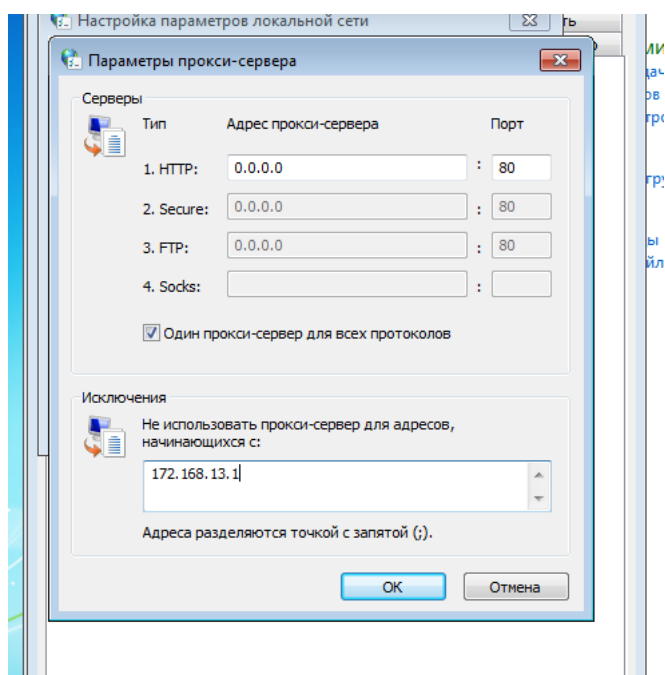 Настройка параметров локальной сети
ть
Параметры прокси-сервера
Серверы
Тип Адрес прокси-сервера Порт
1. HTTP: 0.0.0.0 : 80
2. Secure: 0.0.0.0 : 80
3. FTP: 0.0.0.0 : 80
4. Socks: :
Один прокси-сервер для всех протоколов
Исключения
Не использовать прокси-сервер для адресов,
начинающихся с:
172.168.13.1
Адреса разделяются точкой с запятой (;).
OK Отмена